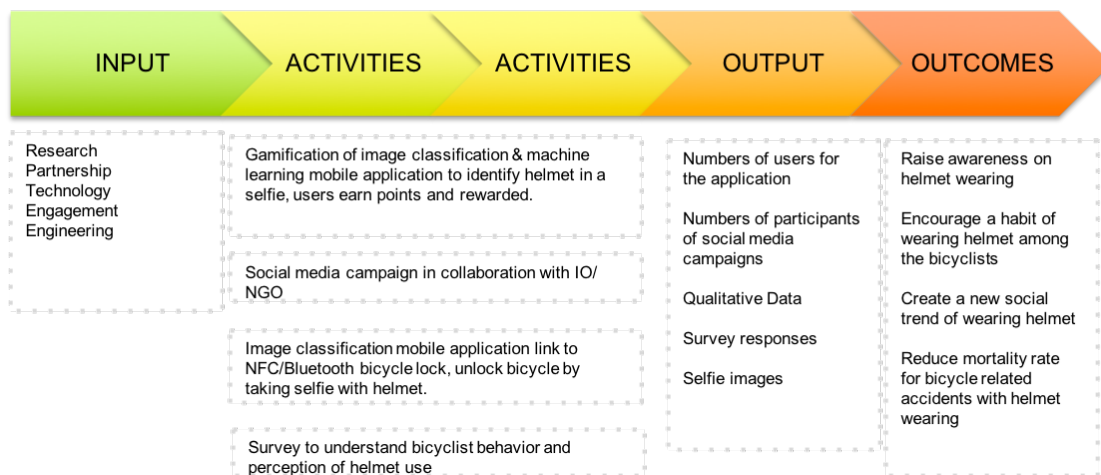 INPUT
ACTIVITIES
ACTIVITIES
OUTPUT
OUTCOMES
Research
Partnership
Technology
Engagement
Engineering
Gamification of image classification & machine
learning mobile application to identify helmet in a
selfie, users earn points and rewarded.
Social media campaign in collaboration with IO/
NGO
Image classification mobile application link to
NFC/Bluetooth bicycle lock, unlock bicycle by
taking selfie with helmet.
Survey to understand bicyclist behavior and
perception of helmet use
Numbers of users for
the application
Numbers of participants
of social media
campaigns
Qualitative Data
Survey responses
Selfie images
Raise awareness on
helmet wearing
Encourage a habit of
wearing helmet among
the bicyclists
Create a new social
trend of wearing helmet
Reduce mortality rate
for bicycle related
accidents with helmet
wearing